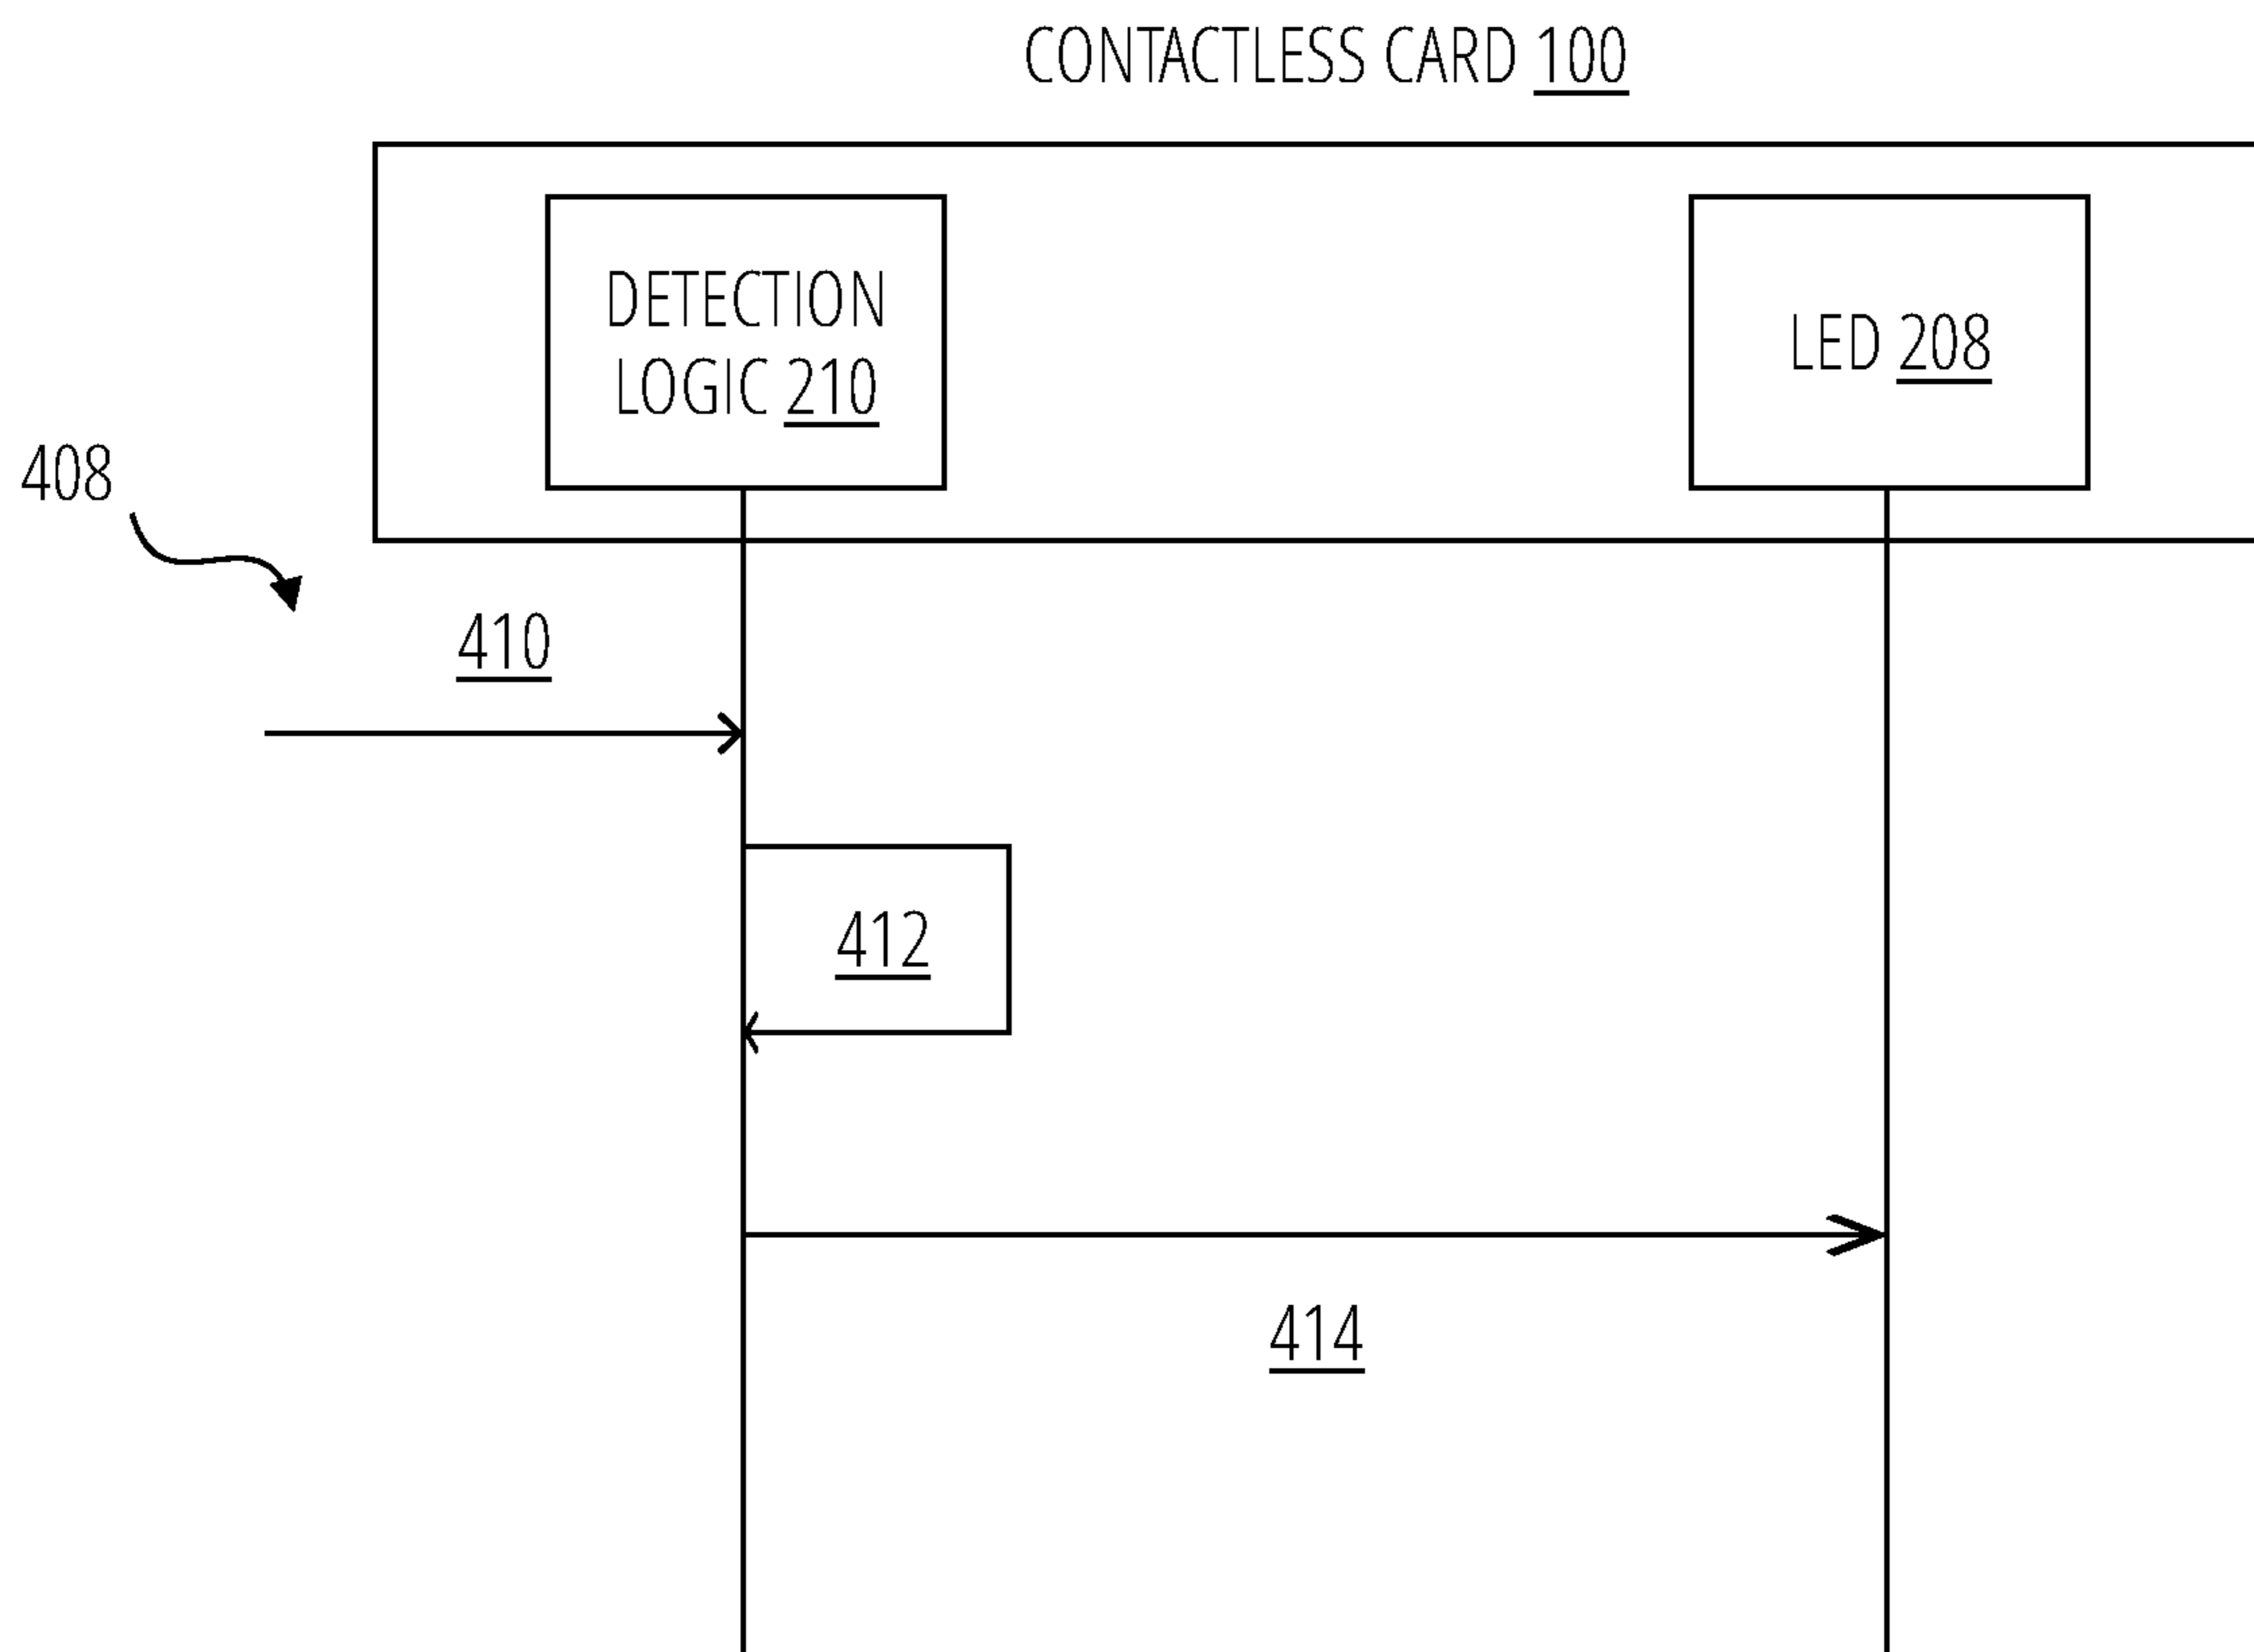 CONTACTLESS CARD 100
DETECTION
LOGIC 210
LED 208
408
410
412
414